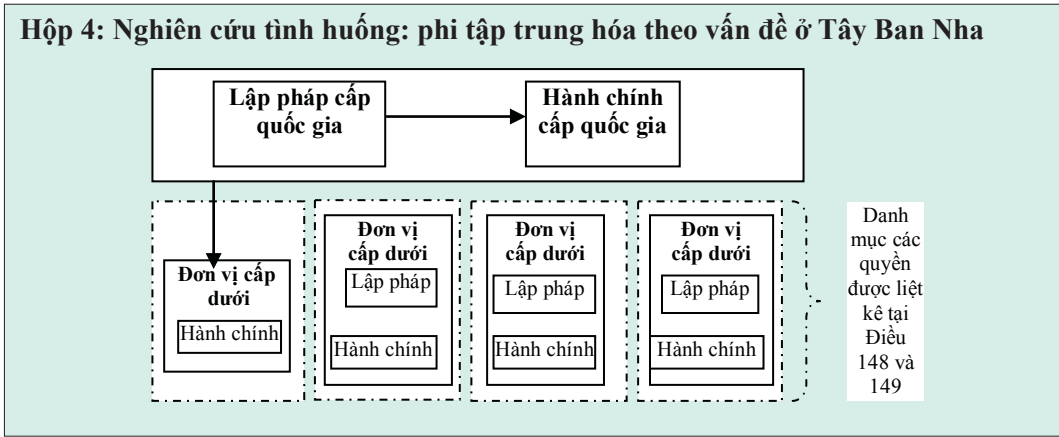 Hộp 4: Nghiên cứu tình huống: phi tập trung hóa theo vấn đề ở Tây Ban Nha
Lập pháp cấp
quốc gia
Hành chính
cấp quốc gia
Đơn vị cấp
dưới
Hành chính
Đơn vị
cấp dưới
Lập pháp
Hành chính
Đơn vị
cấp dưới
Lập pháp
Hành chính
Đơn vị
cấp dưới
Lập pháp
Hành chính
Danh
mục các
quyền
được liệt
kê tại
Điều
148 và
149